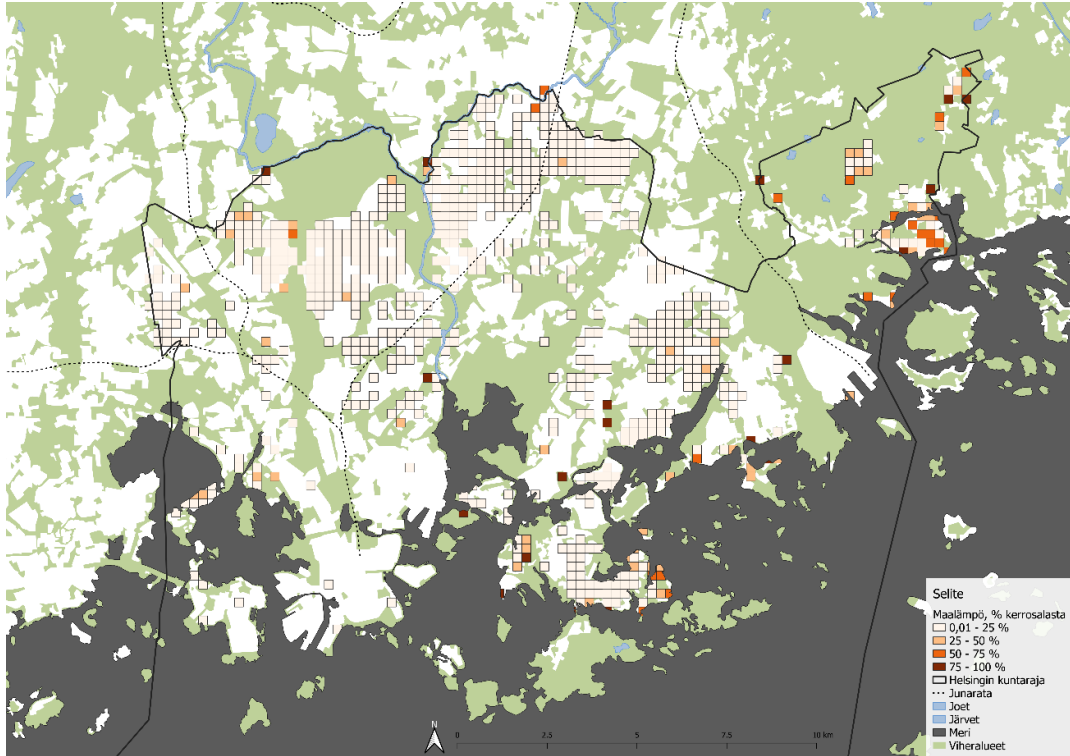 Selite
Maalämpö, % kerrosalasta
0,01 - 25 %
25 - 50 %
50 - 75 %
75 - 100 %
Helsingin kuntaraja
Junarata
Joet
Järvet
Meri
Viheralueet
N
0 2.5 5 7.5 10 km